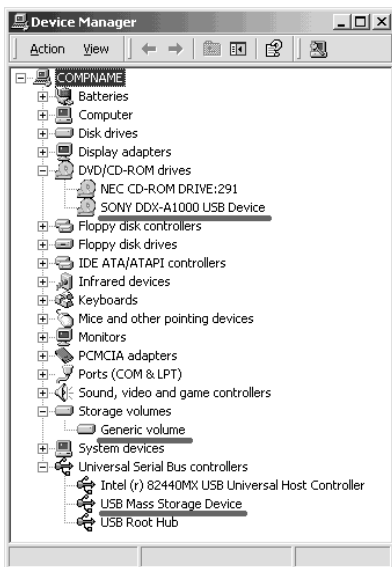 Device Manager
Action View
COMPNAME
Batteries
Computer
Disk drives
Display adapters
DVD/CD-ROM drives
NEC CD-ROM DRIVE:291
SONY DDX-A1000 USB Device
Floppy disk controllers
Floppy disk drives
IDE ATA/ATAPI controllers
Infrared devices
Keyboards
Mice and other pointing devices
Monitors
PCMCIA adapters
Ports (COM & LPT)
Sound, video and game controllers
Storage volumes
Generic volume
System devices
Universal Serial Bus controllers
Intel (r) 82440MX USB Universal Host Controller
USB Mass Storage Device
USB Root Hub